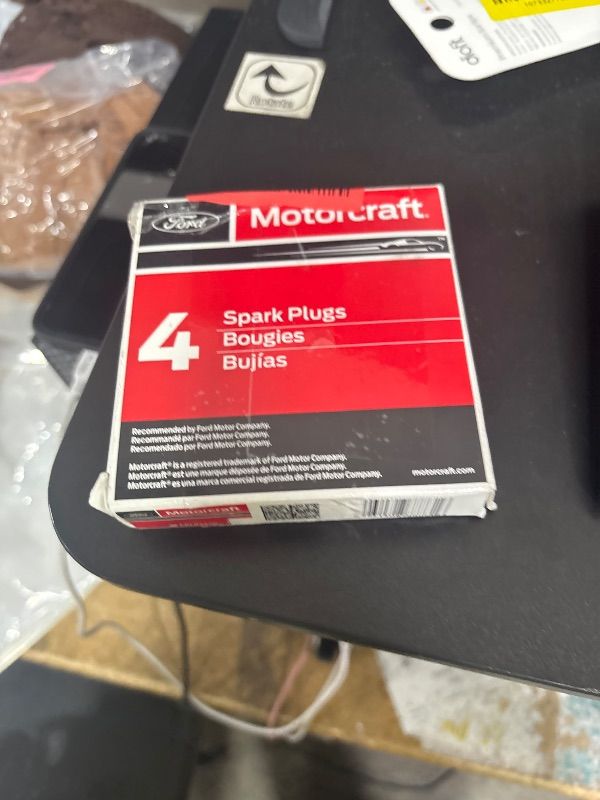 dolfit
Ford
Motorcraft
4
Spark Plugs
Bougies
Bujías
Recommended by Ford Motor Company.
Recommandé par Ford Motor Company.
Recomendado por Ford Motor Company.
Motorcraft® is a registered trademark of Ford Motor Company.
Motorcraft® est une marque déposée de Ford Motor Company.
Motorcraft® es una marca comercial registrada de Ford Motor Company.
motorcraft.com
Motorcraft